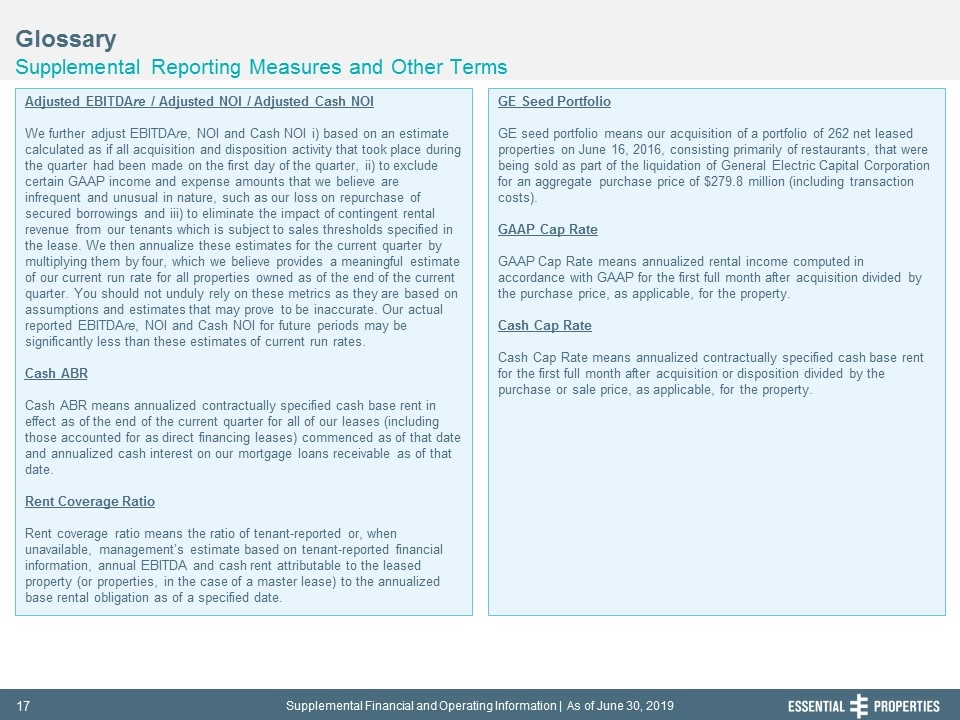 Glossary
Supplemental Reporting Measures and Other Terms
Adjusted EBITDAre / Adjusted NOI / Adjusted Cash NOI
We further adjust EBITDAre, NOI and Cash NOI i) based on an estimate
calculated as if all acquisition and disposition activity that took place during
the quarter had been made on the first day of the quarter, ii) to exclude
certain GAAP income and expense amounts that we believe are
infrequent and unusual in nature, such as our loss on repurchase of
secured borrowings and iii) to eliminate the impact of contingent rental
revenue from our tenants which is subject to sales thresholds specified in
the lease. We then annualize these estimates for the current quarter by
multiplying them by four, which we believe provides a meaningful estimate
of our current run rate for all properties owned as of the end of the current
quarter. You should not unduly rely on these metrics as they are based on
assumptions and estimates that may prove to be inaccurate. Our actual
reported EBITDAre, NOI and Cash NOI for future periods may be
significantly less than these estimates of current run rates.
Cash ABR
Cash ABR means annualized contractually specified cash base rent in
effect as of the end of the current quarter for all of our leases (including
those accounted for as direct financing leases) commenced as of that date
and annualized cash interest on our mortgage loans receivable as of that
date.
Rent Coverage Ratio
Rent coverage ratio means the ratio of tenant-reported or, when
unavailable, management’s estimate based on tenant-reported financial
information, annual EBITDA and cash rent attributable to the leased
property (or properties, in the case of a master lease) to the annualized
base rental obligation as of a specified date.
GE Seed Portfolio
GE seed portfolio means our acquisition of a portfolio of 262 net leased
properties on June 16, 2016, consisting primarily of restaurants, that were
being sold as part of the liquidation of General Electric Capital Corporation
for an aggregate purchase price of $279.8 million (including transaction
costs).
GAAP Cap Rate
GAAP Cap Rate means annualized rental income computed in
accordance with GAAP for the first full month after acquisition divided by
the purchase price, as applicable, for the property.
Cash Cap Rate
Cash Cap Rate means annualized contractually specified cash base rent
for the first full month after acquisition or disposition divided by the
purchase or sale price, as applicable, for the property.
17
Supplemental Financial and Operating Information | As of June 30, 2019
ESSENTIAL PROPERTIES